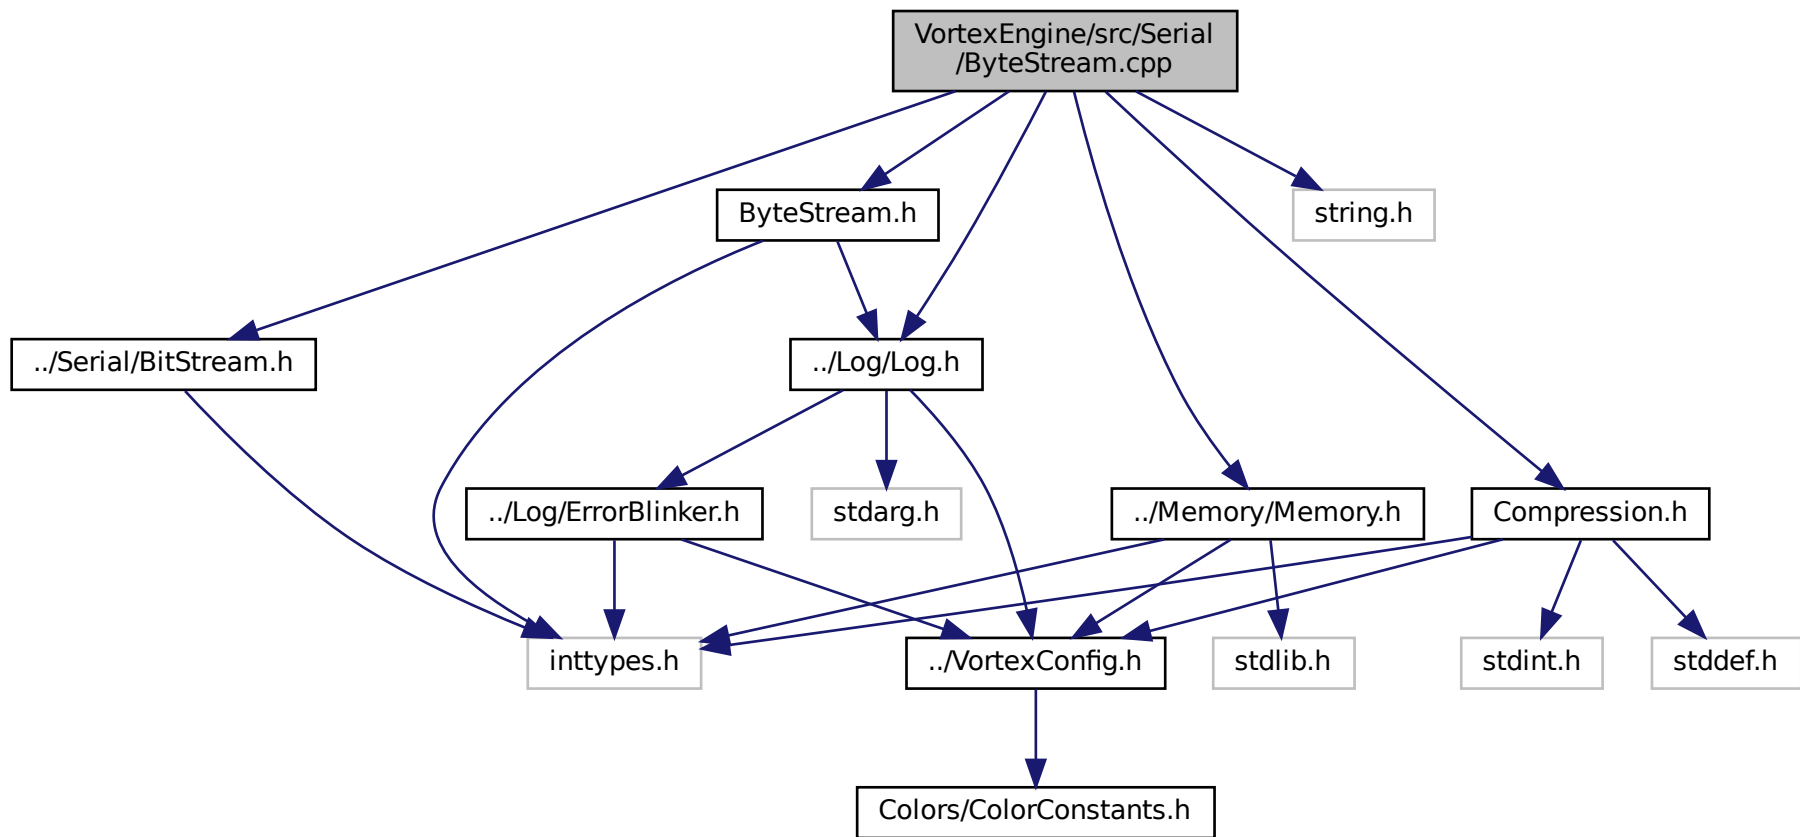 VortexEngine/src/Serial
/ByteStream.cpp
ByteStream.h
string.h
../Serial/BitStream.h
../Log/Log.h
../Log/ErrorBlinker.h
stdarg.h
../Memory/Memory.h
Compression.h
inttypes.h
../VortexConfig.h
stdlib.h
stdint.h
stddef.h
Colors/ColorConstants.h